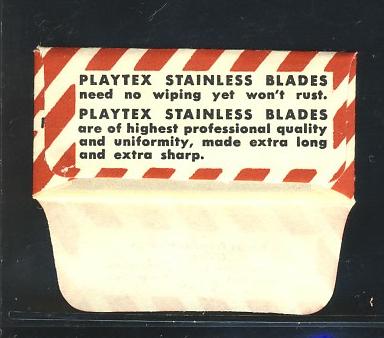 PLAYTEX STAINLESS BLADES
need no wiping yet won't rust.
PLAYTEX STAINLESS BLADES
are of highest professional quality
and uniformity, made extra long
and extra sharp.